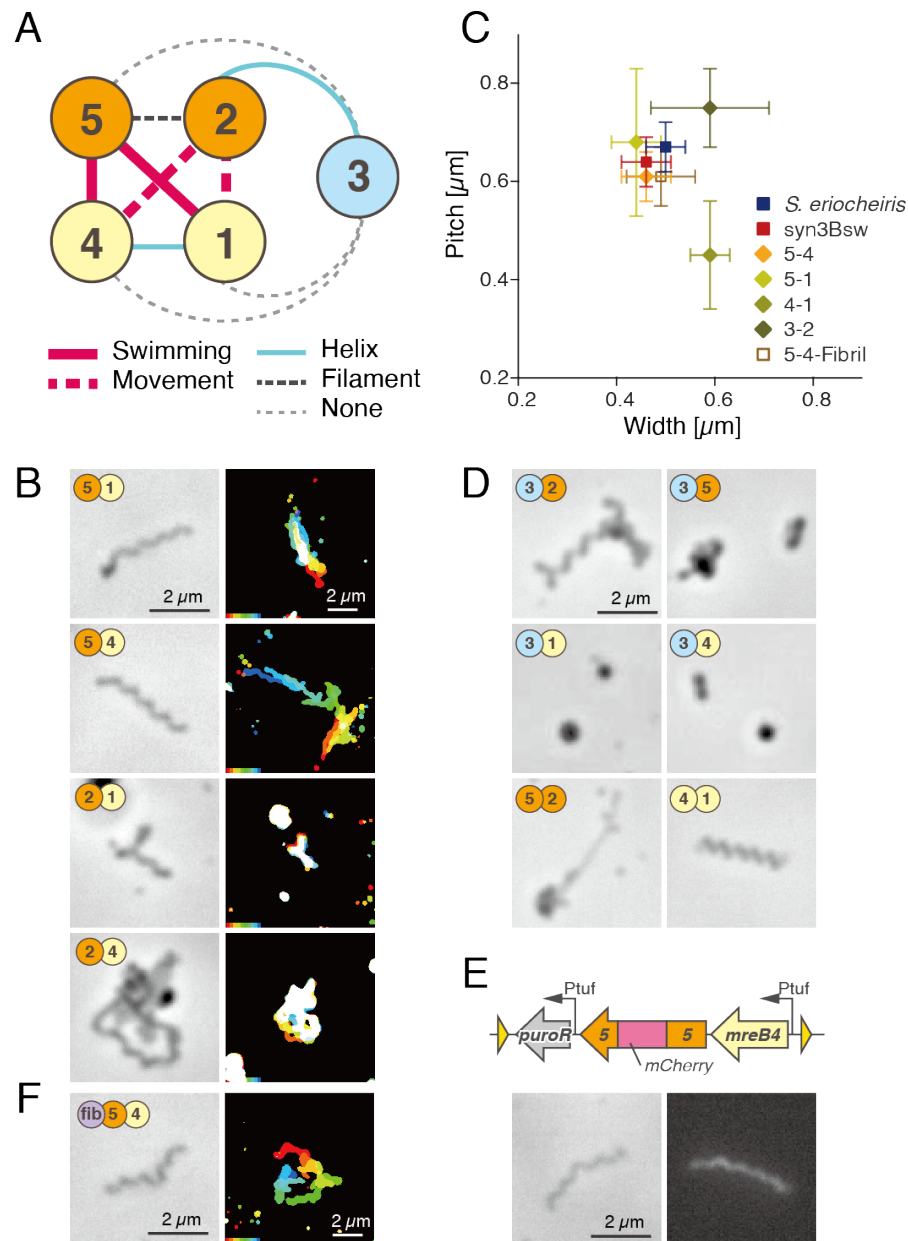 A
5
2
3
4
1
Swimming
Movement
Helix
Filament
None
C
Pitch [µm]
0.8
0.6
0.4
0.2
0.2
0.4
0.6
0.8
Width [µm]
S. eriocheiris
syn3Bsw
5-4
5-1
4-1
3-2
5-4-Fibril
B
5 1
2 µm
2 µm
5 4
2 1
2 4
D
3 2
2 µm
3 5
3 1
3 4
5 2
4 1
E
Ptuf
Ptuf
puroR
5
5
mreB4
mCherry
2 µm
F
fib 5 4
2 µm
2 µm